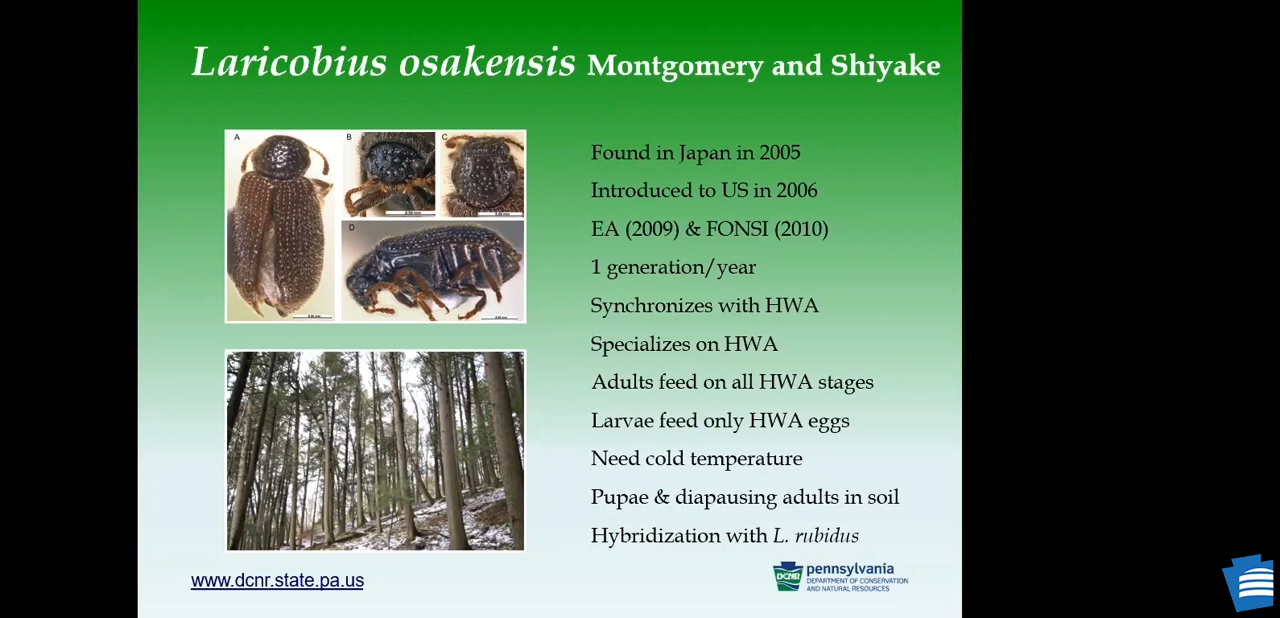 Laricobius osakensis Montgomery and Shiyake
A
B
C
D
Found in Japan in 2005
Introduced to US in 2006
EA (2009) & FONSI (2010)
1 generation/year
Synchronizes with HWA
Specializes on HWA
Adults feed on all HWA stages
Larvae feed only HWA eggs
Need cold temperature
Pupae & diapausing adults in soil
Hybridization with L. rubidus
www.dcnr.state.pa.us
DCNR
pennsylvania
DEPARTMENT OF CONSERVATION
AND NATURAL RESOURCES